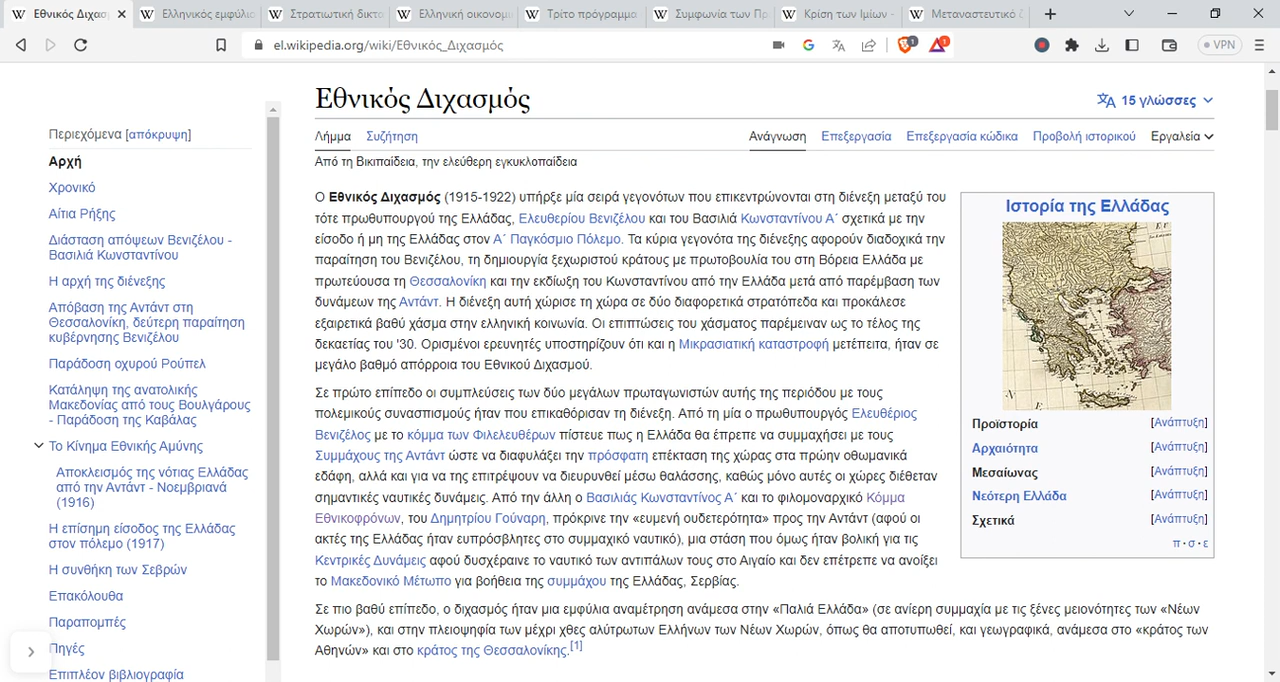 Εθνικός Διχασ
Ελληνικός εμφύλι
Στρατιωτική δικτα
Ελληνική οικονομι
Τρίτο πρόγραμμα
Συμφωνία των Πρ
Κρίση των Ιμίων -
Μεταναστευτικό ζ
el.wikipedia.org/wiki/Εθνικός_Διχασμός
VPN
Εθνικός Διχασμός
15 γλώσσες
Λήμμα Συζήτηση
Ανάγνωση Επεξεργασία Επεξεργασία κώδικα Προβολή ιστορικού Εργαλεία
Από τη Βικιπαίδεια, την ελεύθερη εγκυκλοπαίδεια
Περιεχόμενα [απόκρυψη]
Αρχή
Χρονικό
Αίτια Ρήξης
Διάσταση απόψεων Βενιζέλου -
Βασιλιά Κωνσταντίνου
Η αρχή της διένεξης
Απόβαση της Αντάντ στη
Θεσσαλονίκη, δεύτερη παραίτηση
κυβέρνησης Βενιζέλου
Παράδοση οχυρού Ρούπελ
Κατάληψη της ανατολικής
Μακεδονίας από τους Βουλγάρους
- Παράδοση της Καβάλας
Το Κίνημα Εθνικής Αμύνης
Αποκλεισμός της νότιας Ελλάδας
από την Αντάντ - Νοεμβριανά
(1916)
Η επίσημη είσοδος της Ελλάδας
στον πόλεμο (1917)
Η συνθήκη των Σεβρών
Επακόλουθα
Παραπομπές
Πηγές
Επιπλέον βιβλιογραφία
Ο Εθνικός Διχασμός (1915-1922) υπήρξε μία σειρά γεγονότων που επικεντρώνονται στη διένεξη μεταξύ του
τότε πρωθυπουργού της Ελλάδας, Ελευθερίου Βενιζέλου και του Βασιλιά Κωνσταντίνου Α΄ σχετικά με την
είσοδο ή μη της Ελλάδας στον Α΄ Παγκόσμιο Πόλεμο. Τα κύρια γεγονότα της διένεξης αφορούν διαδοχικά την
παραίτηση του Βενιζέλου, τη δημιουργία ξεχωριστού κράτους με πρωτοβουλία του στη Βόρεια Ελλάδα με
πρωτεύουσα τη Θεσσαλονίκη και την εκδίωξη του Κωνσταντίνου από την Ελλάδα μετά από παρέμβαση των
δυνάμεων της Αντάντ. Η διένεξη αυτή χώρισε τη χώρα σε δύο διαφορετικά στρατόπεδα και προκάλεσε
εξαιρετικά βαθύ χάσμα στην ελληνική κοινωνία. Οι επιπτώσεις του χάσματος παρέμειναν ως το τέλος της
δεκαετίας του '30. Ορισμένοι ερευνητές υποστηρίζουν ότι και η Μικρασιατική καταστροφή μετέπειτα, ήταν σε
μεγάλο βαθμό απόρροια του Εθνικού Διχασμού.
Σε πρώτο επίπεδο οι συμπλεύσεις των δύο μεγάλων πρωταγωνιστών αυτής της περιόδου με τους
πολεμικούς συνασπισμούς ήταν που επικαθόρισαν τη διένεξη. Από τη μία ο πρωθυπουργός Ελευθέριος
Βενιζέλος με το κόμμα των Φιλελευθέρων πίστευε πως η Ελλάδα θα έπρεπε να συμμαχήσει με τους
Συμμάχους της Αντάντ ώστε να διαφυλάξει την πρόσφατη επέκταση της χώρας στα πρώην οθωμανικά
εδάφη, αλλά και για να της επιτρέψουν να διευρυνθεί μέσω θαλάσσης, καθώς μόνο αυτές οι χώρες διέθεταν
σημαντικές ναυτικές δυνάμεις. Από την άλλη ο Βασιλιάς Κωνσταντίνος Α΄ και το φιλομοναρχικό Κόμμα
Εθνικοφρόνων, του Δημητρίου Γούναρη, πρόκρινε την «ευμενή ουδετερότητα» προς την Αντάντ (αφού οι
ακτές της Ελλάδας ήταν ευπρόσβλητες στο συμμαχικό ναυτικό), μια στάση που όμως ήταν βολική για τις
Κεντρικές Δυνάμεις αφού δυσχέραινε το ναυτικό των αντιπάλων τους στο Αιγαίο και δεν επέτρεπε να ανοίξει
το Μακεδονικό Μέτωπο για βοήθεια της συμμάχου της Ελλάδας, Σερβίας.
Σε πιο βαθύ επίπεδο, ο διχασμός ήταν μια εμφύλια αναμέτρηση ανάμεσα στην «Παλιά Ελλάδα» (σε ανίερη συμμαχία με τις ξένες μειονότητες των «Νέων
Χωρών»), και στην πλειοψηφία των μέχρι χθες αλύτρωτων Ελλήνων των Νέων Χωρών, όπως θα αποτυπωθεί, και γεωγραφικά, ανάμεσα στο «κράτος των
Αθηνών» και στο κράτος της Θεσσαλονίκης.[1]
Ιστορία της Ελλάδας
Προϊστορία [Ανάπτυξη]
Αρχαιότητα [Ανάπτυξη]
Μεσαίωνας [Ανάπτυξη]
Νεότερη Ελλάδα [Ανάπτυξη]
Σχετικά [Ανάπτυξη]
π · σ · ε